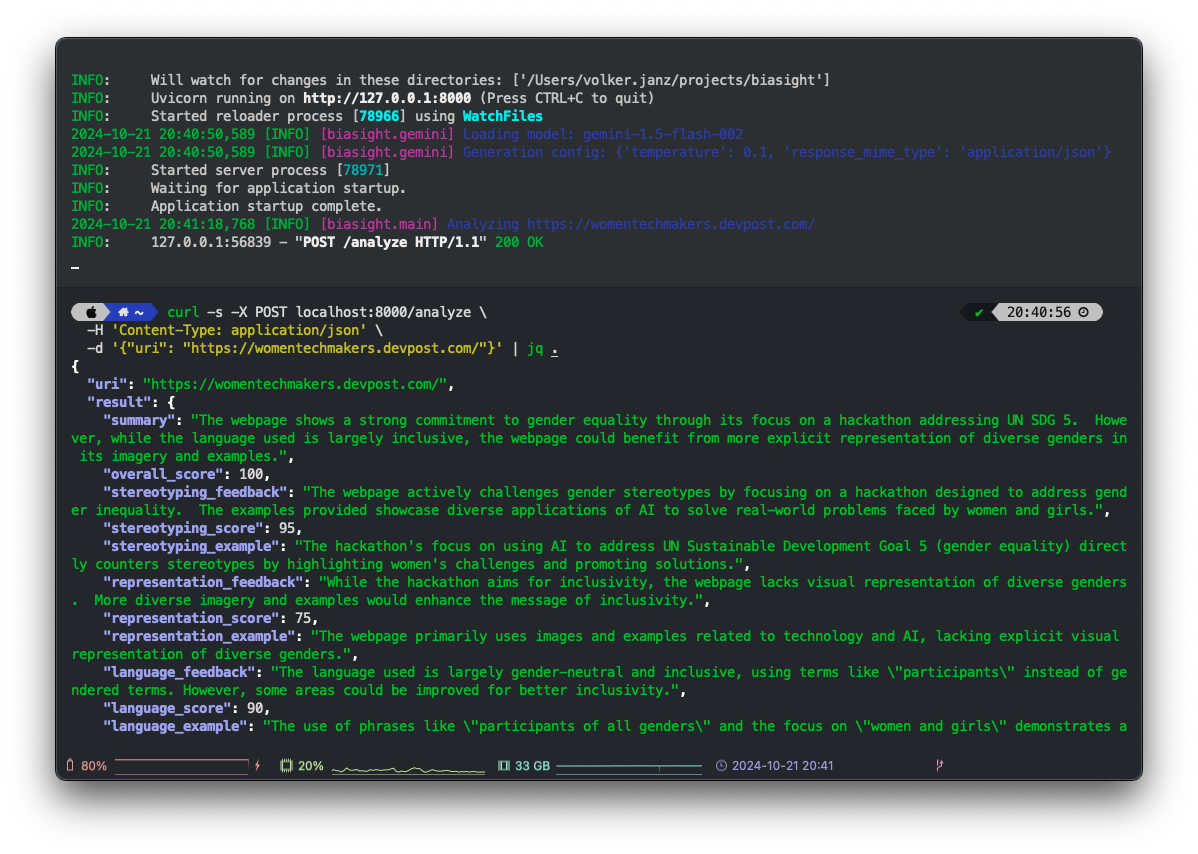 INFO:     Will watch for changes in these directories: ['/Users/volker.janz/projects/biasight']
INFO:     Uvicorn running on http://127.0.0.1:8000 (Press CTRL+C to quit)
INFO:     Started reloader process [78966] using WatchFiles
2024-10-21 20:40:50,589 [INFO] [biasight.gemini] Loading model: gemini-1.5-flash-002
2024-10-21 20:40:50,589 [INFO] [biasight.gemini] Generation config: {'temperature': 0.1, 'response_mime_type': 'application/json'}
INFO:     Started server process [78971]
INFO:     Waiting for application startup.
INFO:     Application startup complete.
2024-10-21 20:41:18,768 [INFO] [biasight.main] Analyzing https://womentechmakers.devpost.com/
INFO:     127.0.0.1:56839 - "POST /analyze HTTP/1.1" 200 OK
~ curl -s -X POST localhost:8000/analyze \ ✔ 20:40:56
  -H 'Content-Type: application/json' \
  -d '{"uri": "https://womentechmakers.devpost.com/"}' | jq .
{
  "uri": "https://womentechmakers.devpost.com/",
  "result": {
    "summary": "The webpage shows a strong commitment to gender equality through its focus on a hackathon addressing UN SDG 5.  Howe
ver, while the language used is largely inclusive, the webpage could benefit from more explicit representation of diverse genders in
 its imagery and examples.",
    "overall_score": 100,
    "stereotyping_feedback": "The webpage actively challenges gender stereotypes by focusing on a hackathon designed to address gend
er inequality.  The examples provided showcase diverse applications of AI to solve real-world problems faced by women and girls.",
    "stereotyping_score": 95,
    "stereotyping_example": "The hackathon's focus on using AI to address UN Sustainable Development Goal 5 (gender equality) direct
ly counters stereotypes by highlighting women's challenges and promoting solutions.",
    "representation_feedback": "While the hackathon aims for inclusivity, the webpage lacks visual representation of diverse genders
.  More diverse imagery and examples would enhance the message of inclusivity.",
    "representation_score": 75,
    "representation_example": "The webpage primarily uses images and examples related to technology and AI, lacking explicit visual 
representation of diverse genders.",
    "language_feedback": "The language used is largely gender-neutral and inclusive, using terms like \"participants\" instead of ge
ndered terms. However, some areas could be improved for better inclusivity.",
    "language_score": 90,
    "language_example": "The use of phrases like \"participants of all genders\" and the focus on \"women and girls\" demonstrates a
80% 20% 33 GB 2024-10-21 20:41